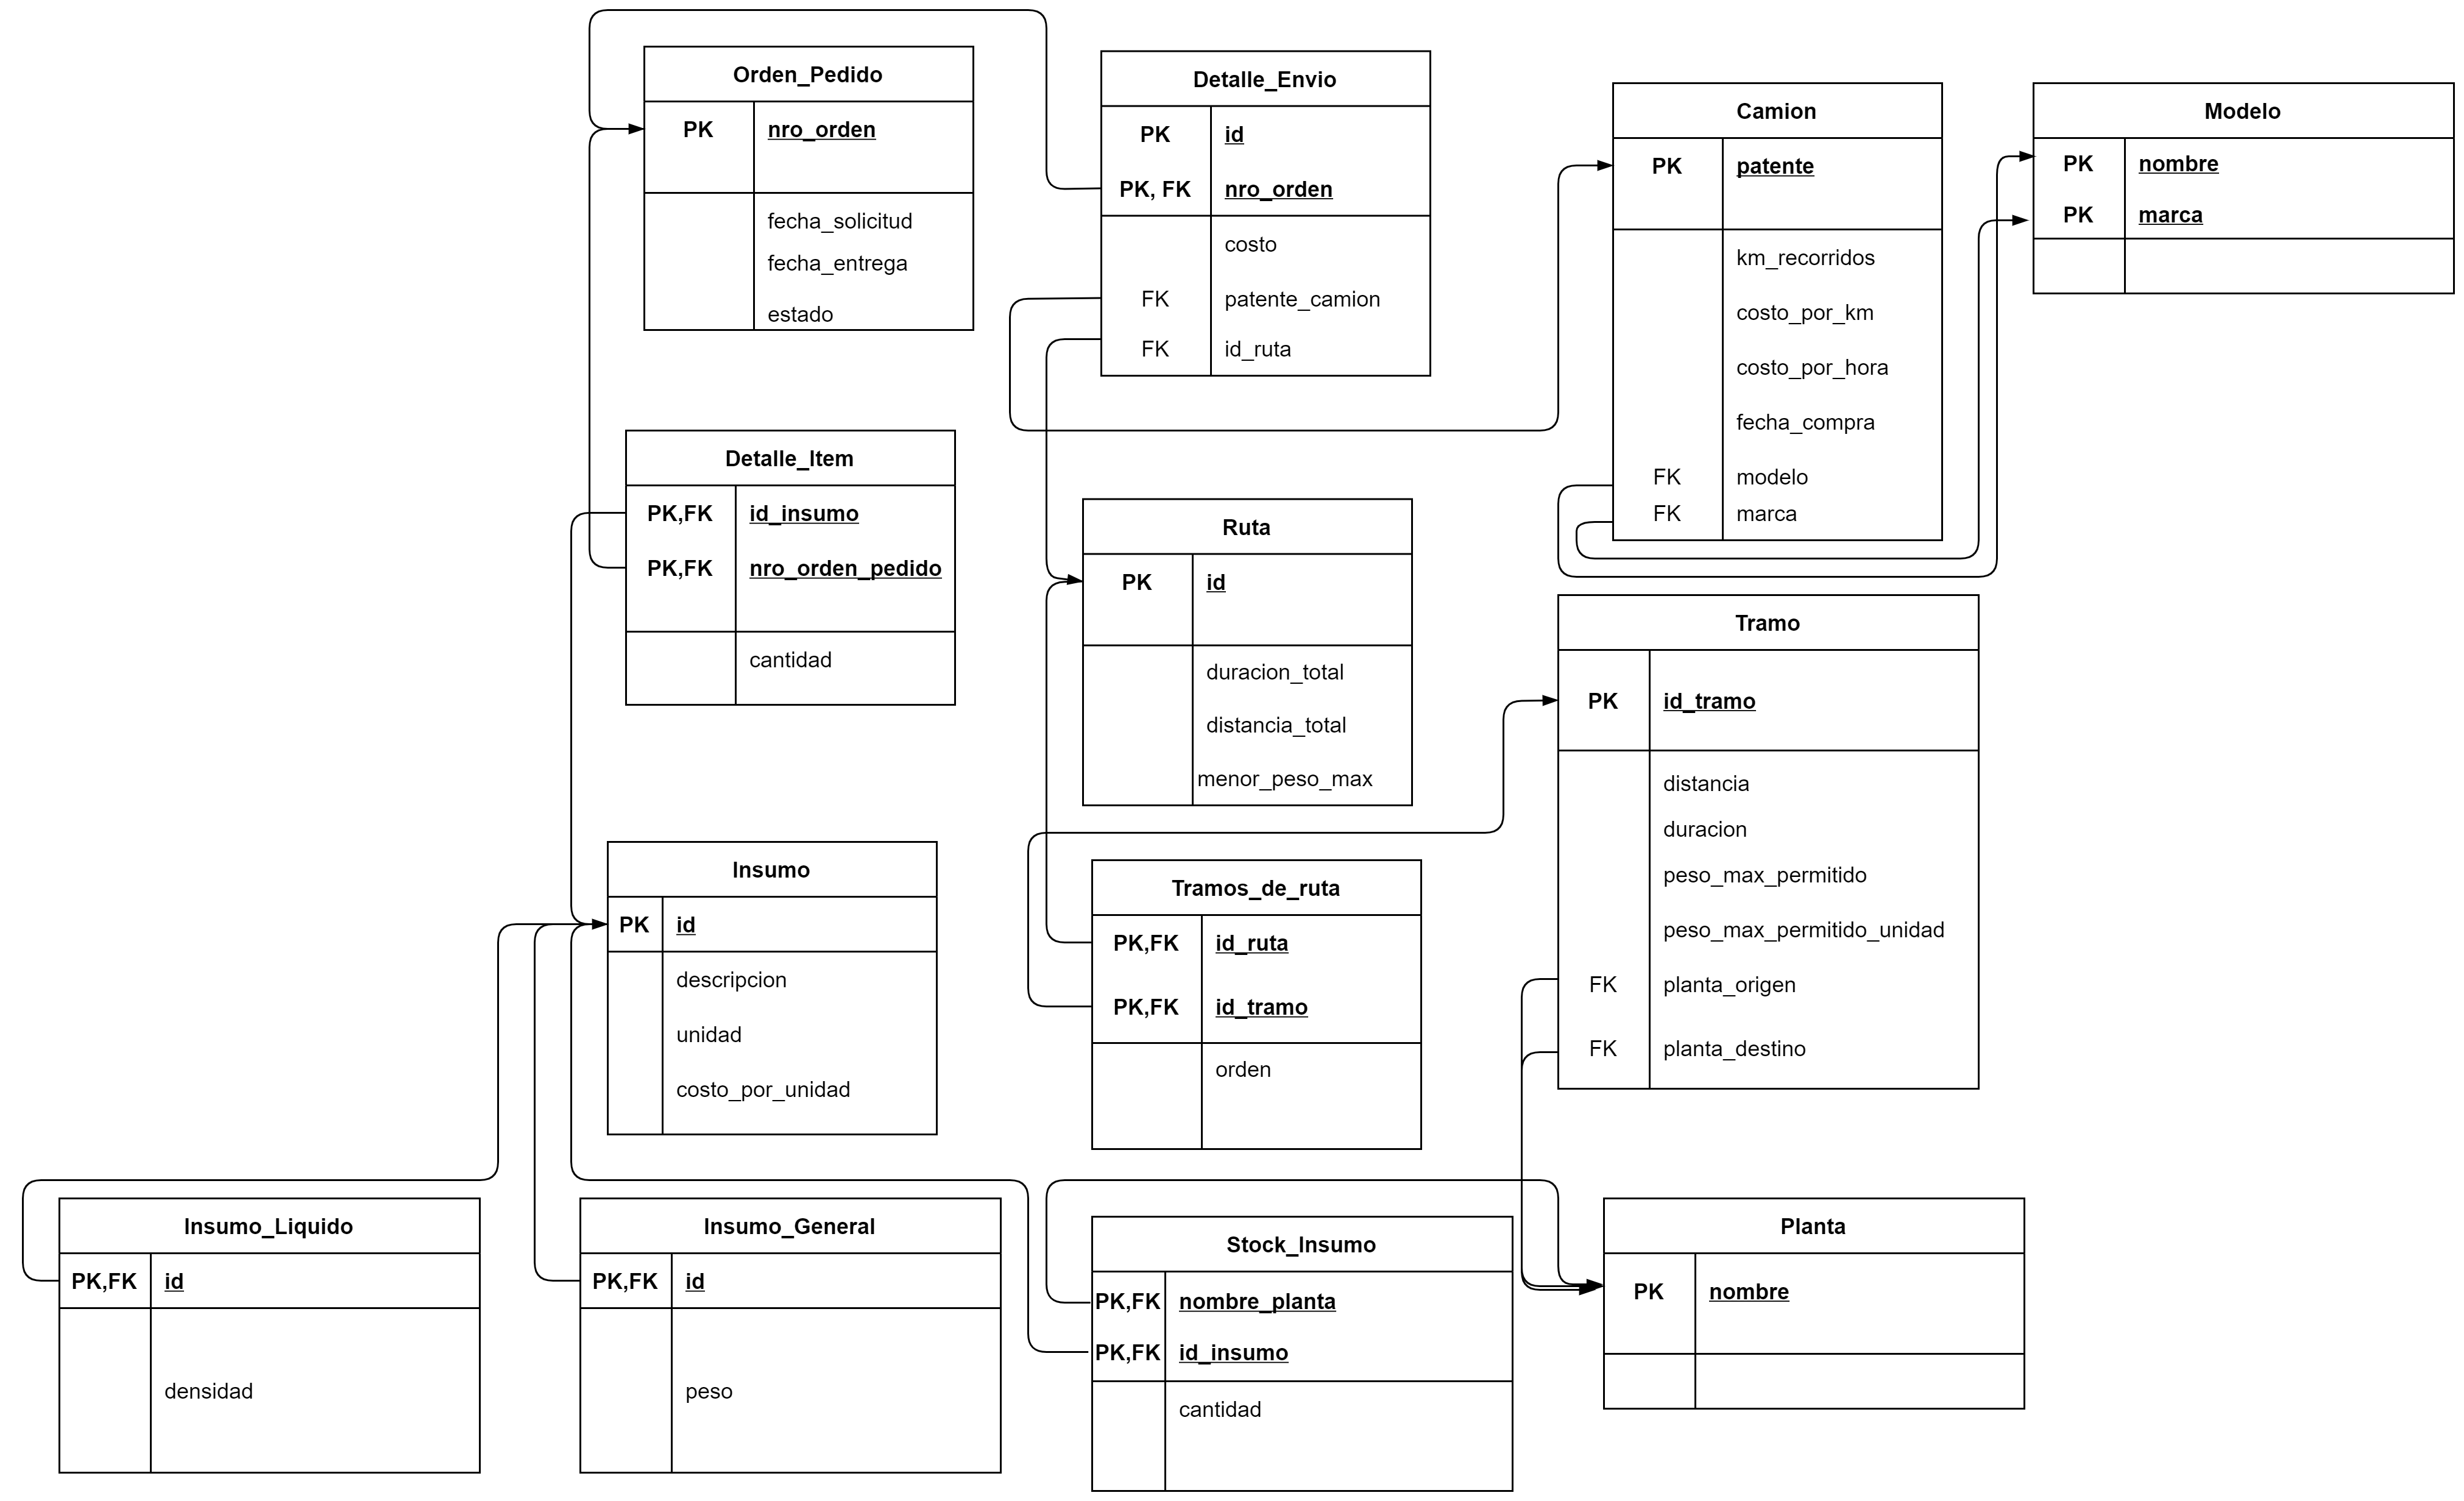 Orden_Pedido
PK nro_orden
fecha_solicitud
fecha_entrega
estado
Detalle_Envio
PK id
PK, FK nro_orden
costo
FK patente_camion
FK id_ruta
Camion
PK patente
km_recorridos
costo_por_km
costo_por_hora
fecha_compra
FK modelo
FK marca
Modelo
PK nombre
PK marca
Detalle_Item
PK,FK id_insumo
PK,FK nro_orden_pedido
cantidad
Ruta
PK id
duracion_total
distancia_total
menor_peso_max
Tramo
PK id_tramo
distancia
duracion
peso_max_permitido
peso_max_permitido_unidad
FK planta_origen
FK planta_destino
Insumo
PK id
descripcion
unidad
costo_por_unidad
Tramos_de_ruta
PK,FK id_ruta
PK,FK id_tramo
orden
Insumo_Liquido
PK,FK id
densidad
Insumo_General
PK,FK id
peso
Stock_Insumo
PK,FK nombre_planta
PK,FK id_insumo
cantidad
Planta
PK nombre